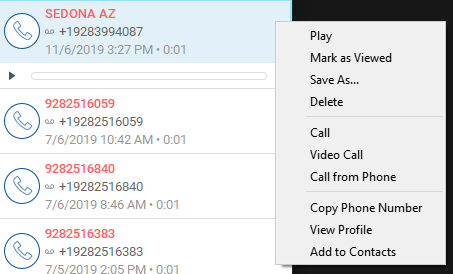 SEDONA AZ
+19283994087
11/6/2019 3:27 PM • 0:01
9282516059
+19282516059
7/6/2019 10:42 AM • 0:01
9282516840
+19282516840
7/6/2019 8:46 AM • 0:01
9282516383
+19282516383
7/5/2019 2:05 PM • 0:01
Play
Mark as Viewed
Save As...
Delete
Call
Video Call
Call from Phone
Copy Phone Number
View Profile
Add to Contacts